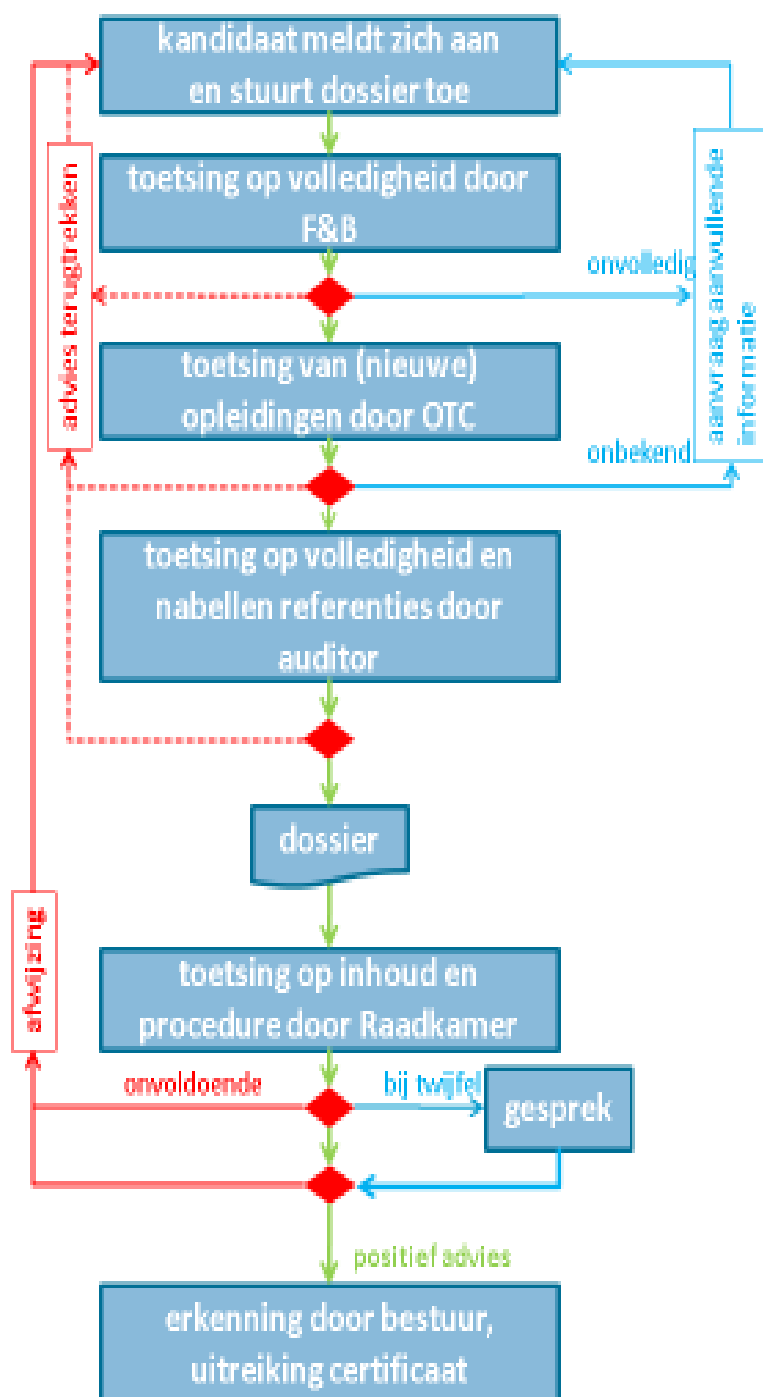 kandidaat meldt zich aan
en stuurt dossier toe
toetsing op volledigheid door
F&B
onvolledig
advies terugtrekken
aanvraag aanvullende
informatie
toetsing van (nieuwe)
opleidingen door OTC
onbekend
toetsing op volledigheid en
nabellen referenties door
auditor
dossier
afwijzing
toetsing op inhoud en
procedure door Raadkamer
onvoldoende
bij twijfel
gesprek
positief advies
erkenning door bestuur,
uitreiking certificaat